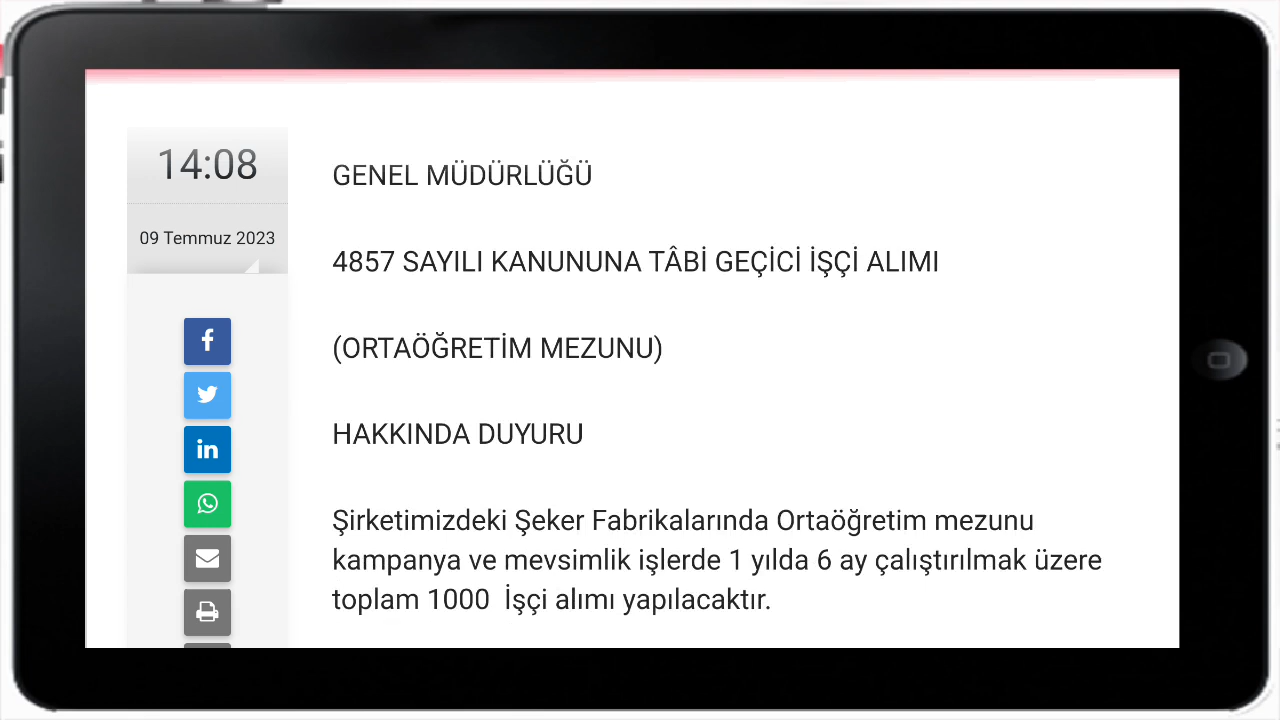 14:08
09 Temmuz 2023
GENEL MÜDÜRLÜĞÜ
4857 SAYILI KANUNUNA TÂBİ GEÇİCİ İŞÇİ ALIMI
(ORTAÖĞRETİM MEZUNU)
HAKKINDA DUYURU
Şirketimizdeki Şeker Fabrikalarında Ortaöğretim mezunu
kampanya ve mevsimlik işlerde 1 yılda 6 ay çalıştırılmak üzere
toplam 1000  İşçi alımı yapılacaktır.